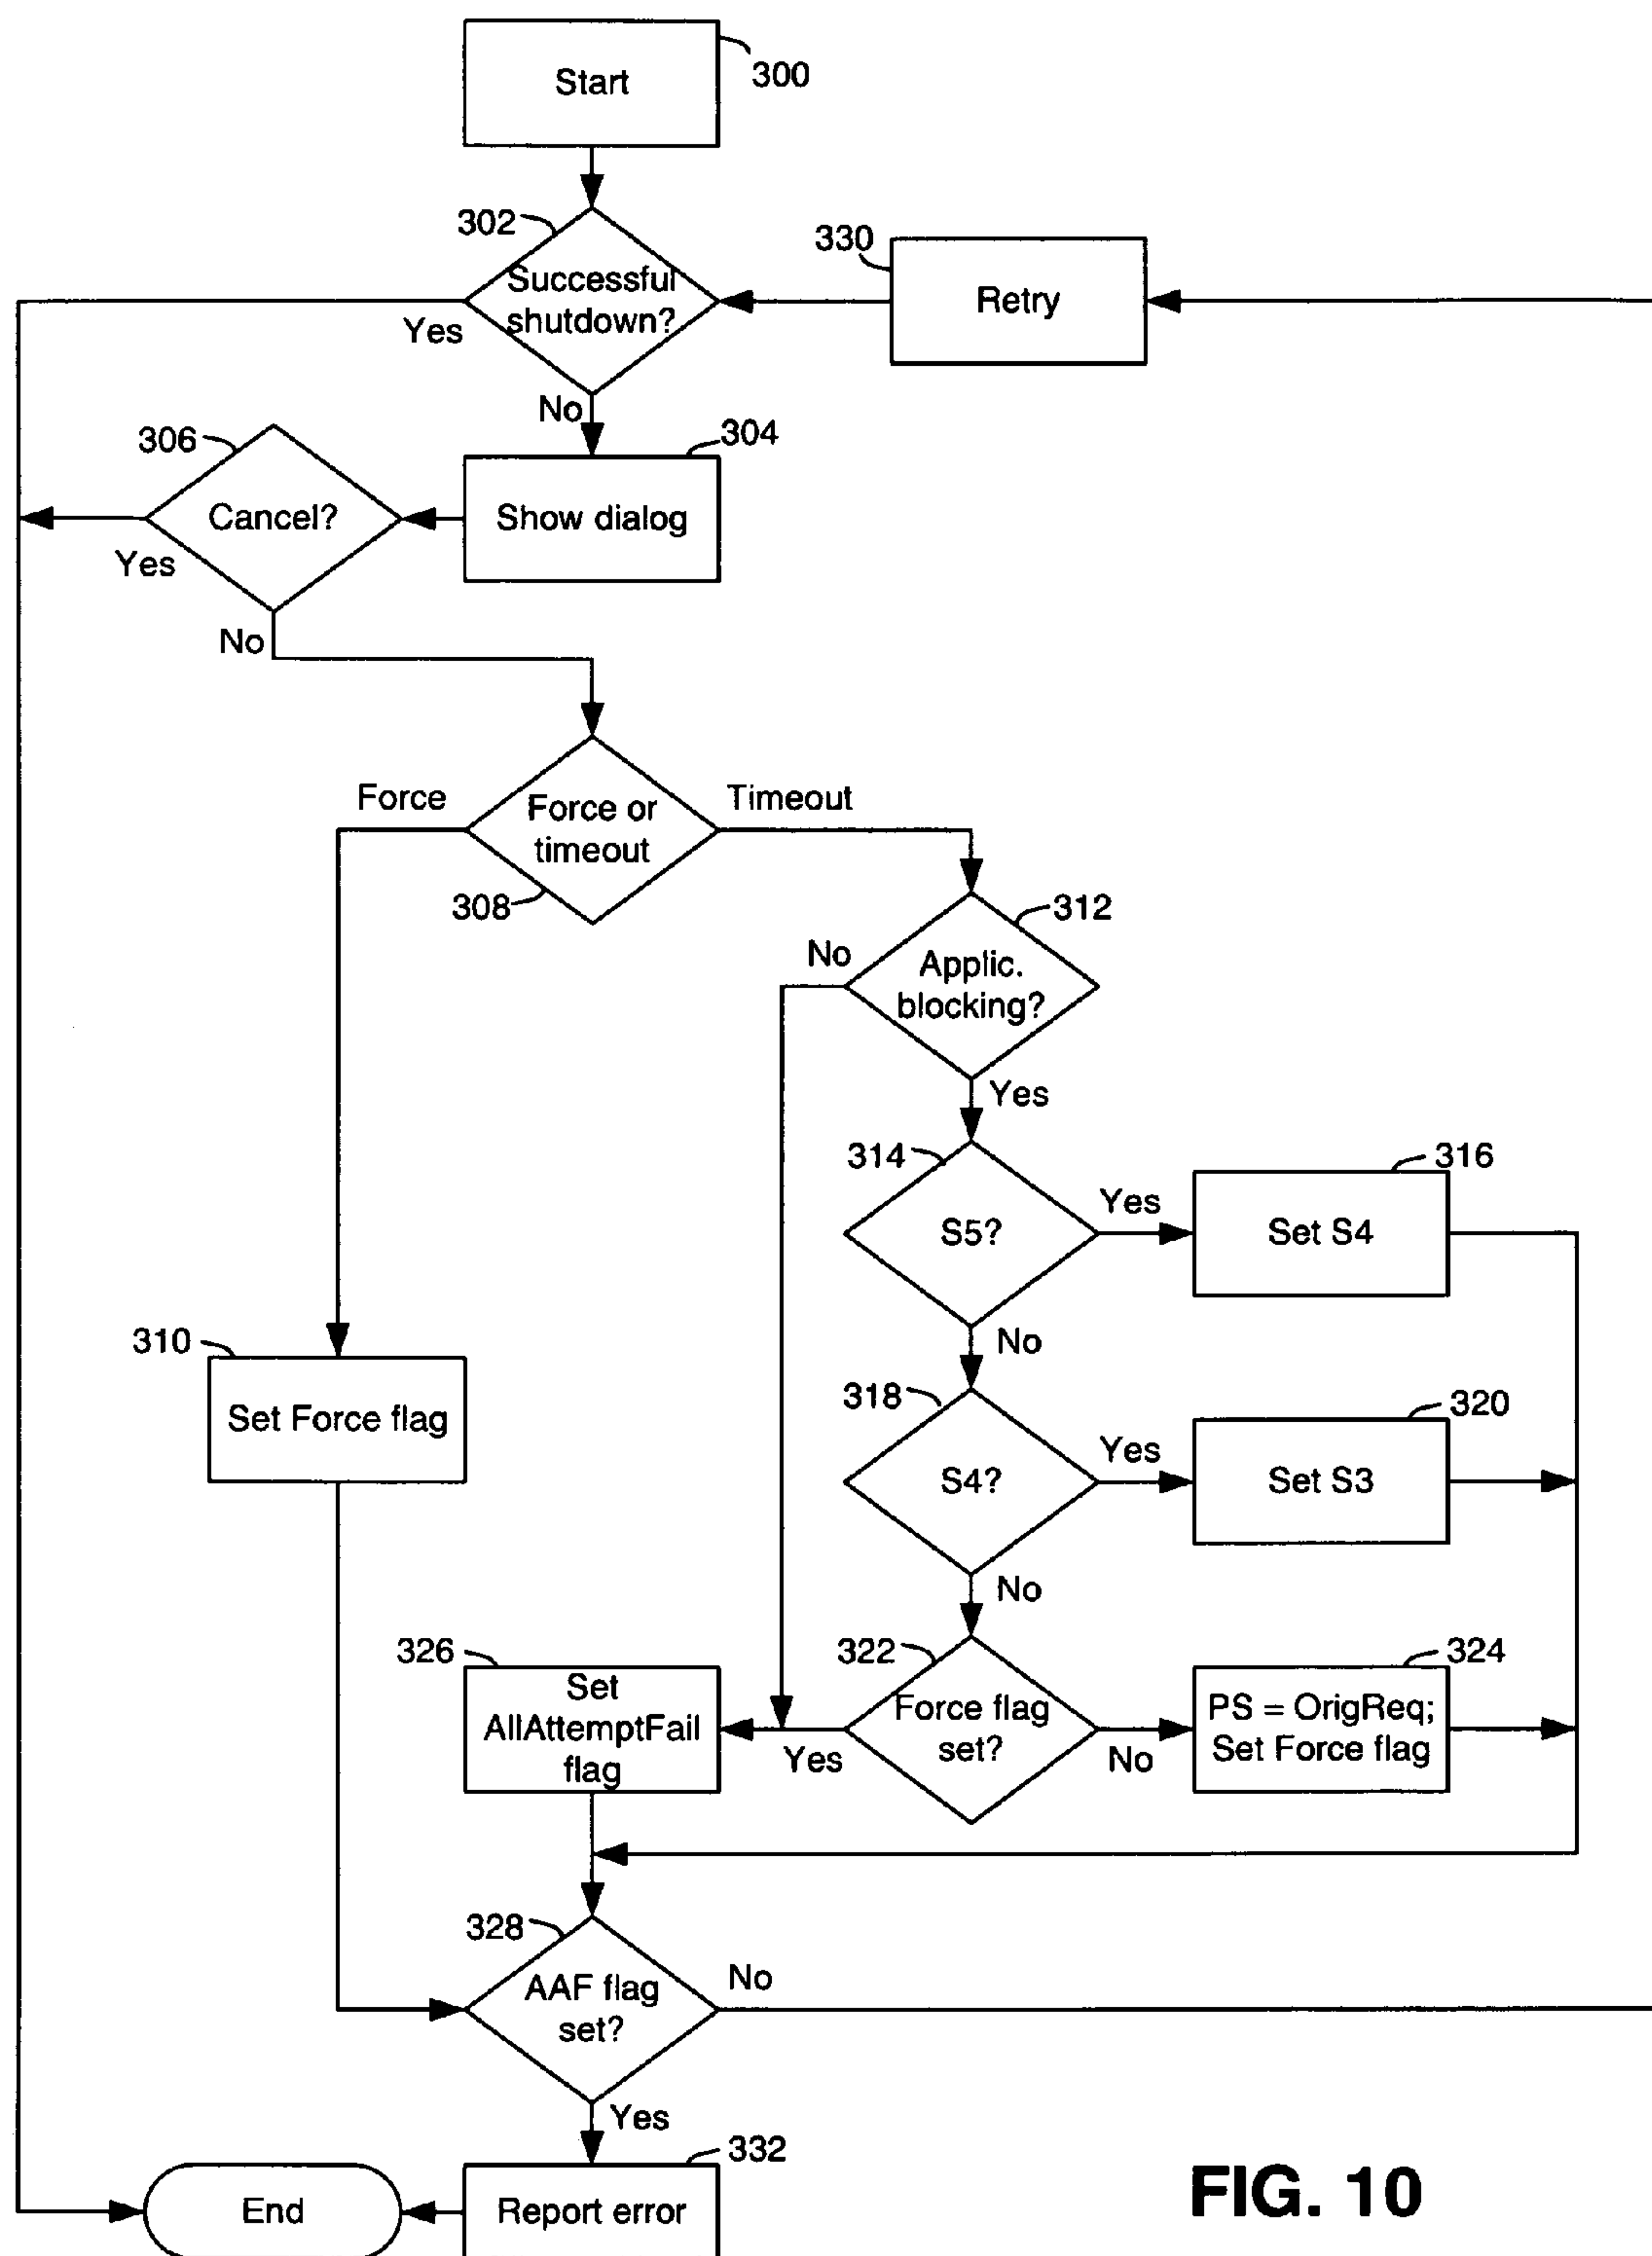 Start
300
302
Successful
shutdown?
Yes
No
330
Retry
306
Cancel?
Yes
No
304
Show dialog
Force
Force or
timeout
Timeout
308
312
No
Applic.
blocking?
Yes
314
S5?
Yes
316
Set S4
No
310
Set Force flag
318
S4?
Yes
320
Set S3
No
326
Set
AllAttemptFail
flag
322
Force flag
set?
Yes
No
324
PS = OrigReq;
Set Force flag
328
AAF flag
set?
No
Yes
332
Report error
End
FIG. 10